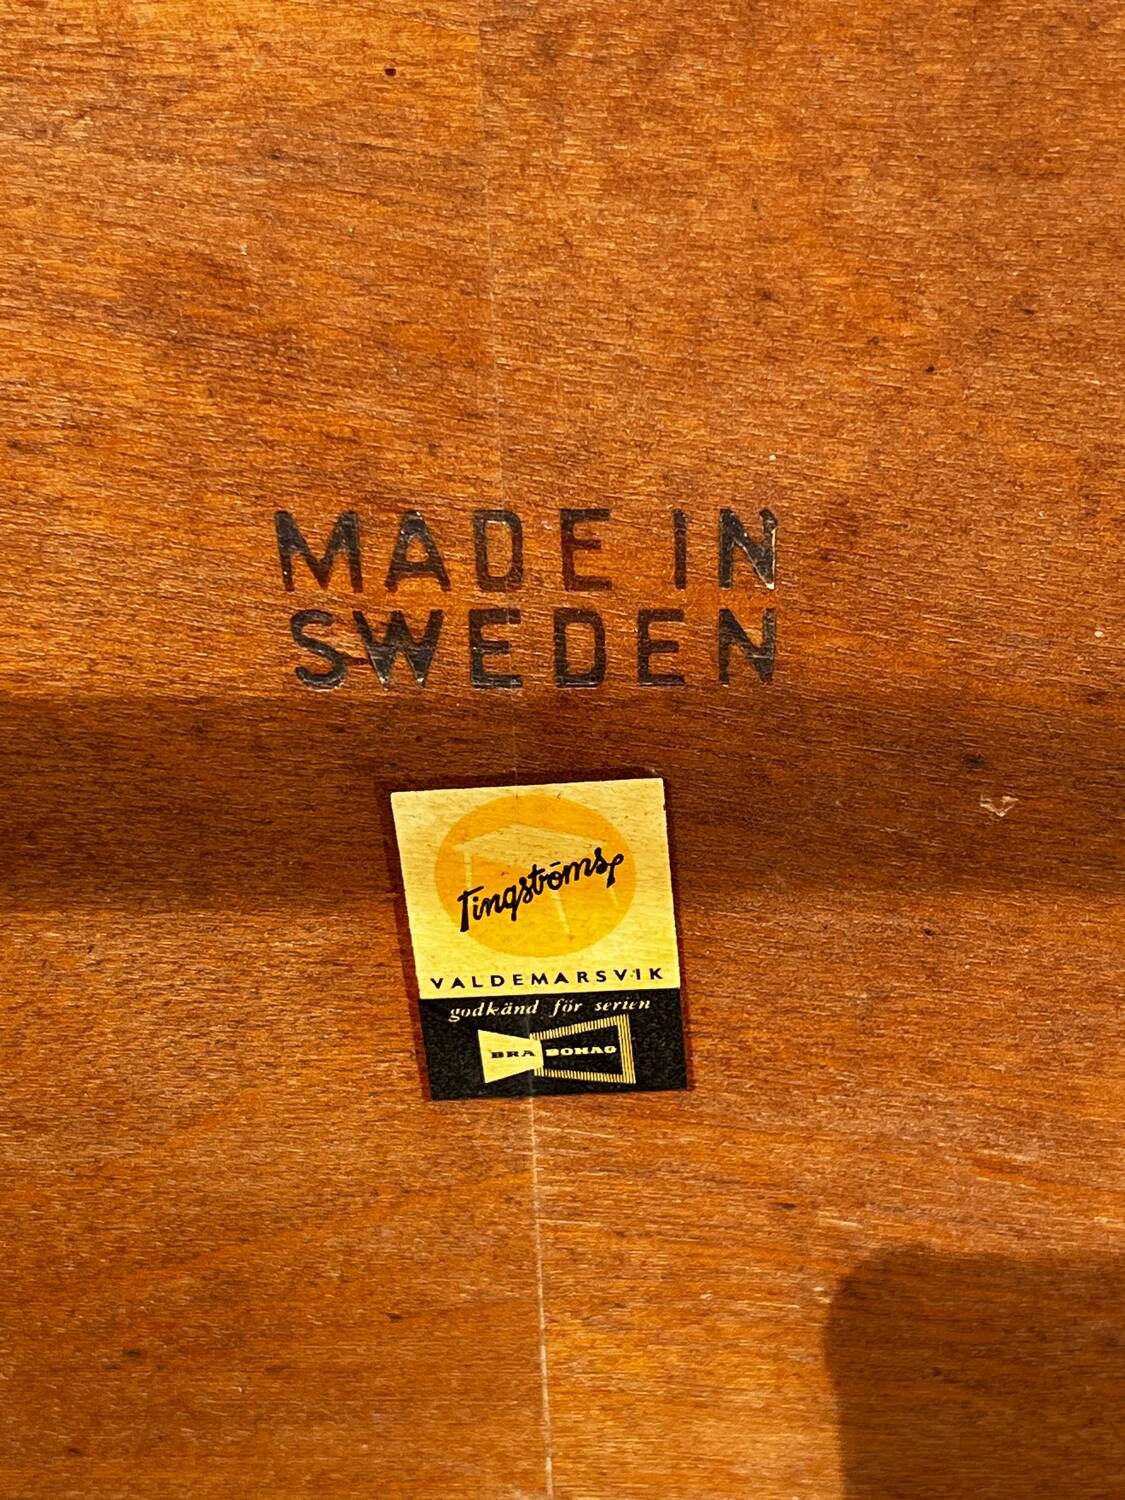 MADE IN
SWEDEN
Tingströms
VALDEMARSVIK
godkänd för serien
BRA BOHAG